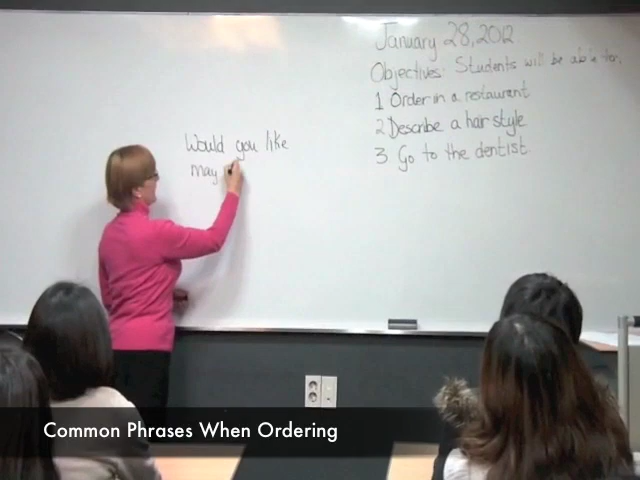 January 28, 2012
Objectives: Students will be able to:
1 Order in a restaurant
2 Describe a hair style
3 Go to the dentist
Would you like
may
Common Phrases When Ordering